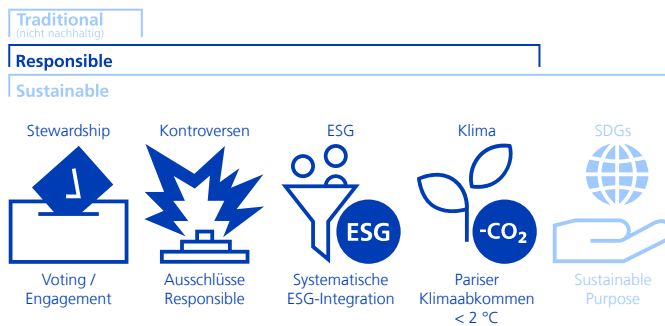 Traditional
(nicht nachhaltig)
Responsible
Sustainable
Stewardship
Kontroversen
ESG
Klima
SDGs
ESG
-CO₂
Voting /
Engagement
Ausschlüsse
Responsible
Systematische
ESG-Integration
Pariser
Klimaabkommen
< 2 °C
Sustainable
Purpose